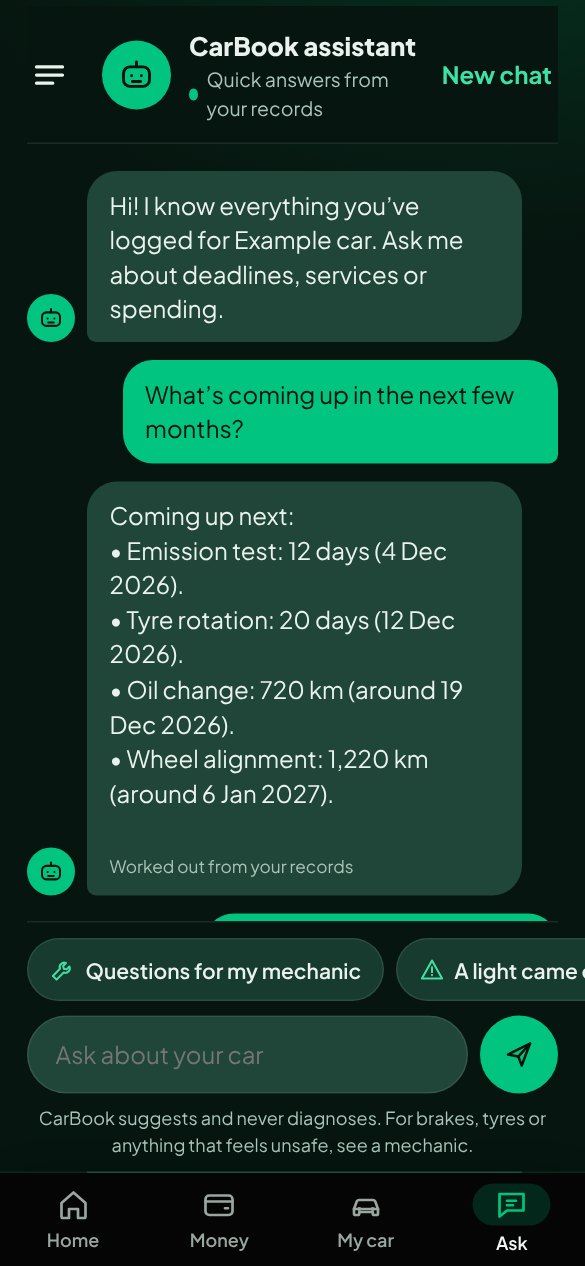 CarBook assistant
Quick answers from
your records
New chat
Hi! I know everything you’ve
logged for Example car. Ask me
about deadlines, services or
spending.
What’s coming up in the next few
months?
Coming up next:
• Emission test: 12 days (4 Dec
2026).
• Tyre rotation: 20 days (12 Dec
2026).
• Oil change: 720 km (around 19
Dec 2026).
• Wheel alignment: 1,220 km
(around 6 Jan 2027).
Worked out from your records
Questions for my mechanic
A light came
Ask about your car
CarBook suggests and never diagnoses. For brakes, tyres or
anything that feels unsafe, see a mechanic.
Home
Money
My car
Ask